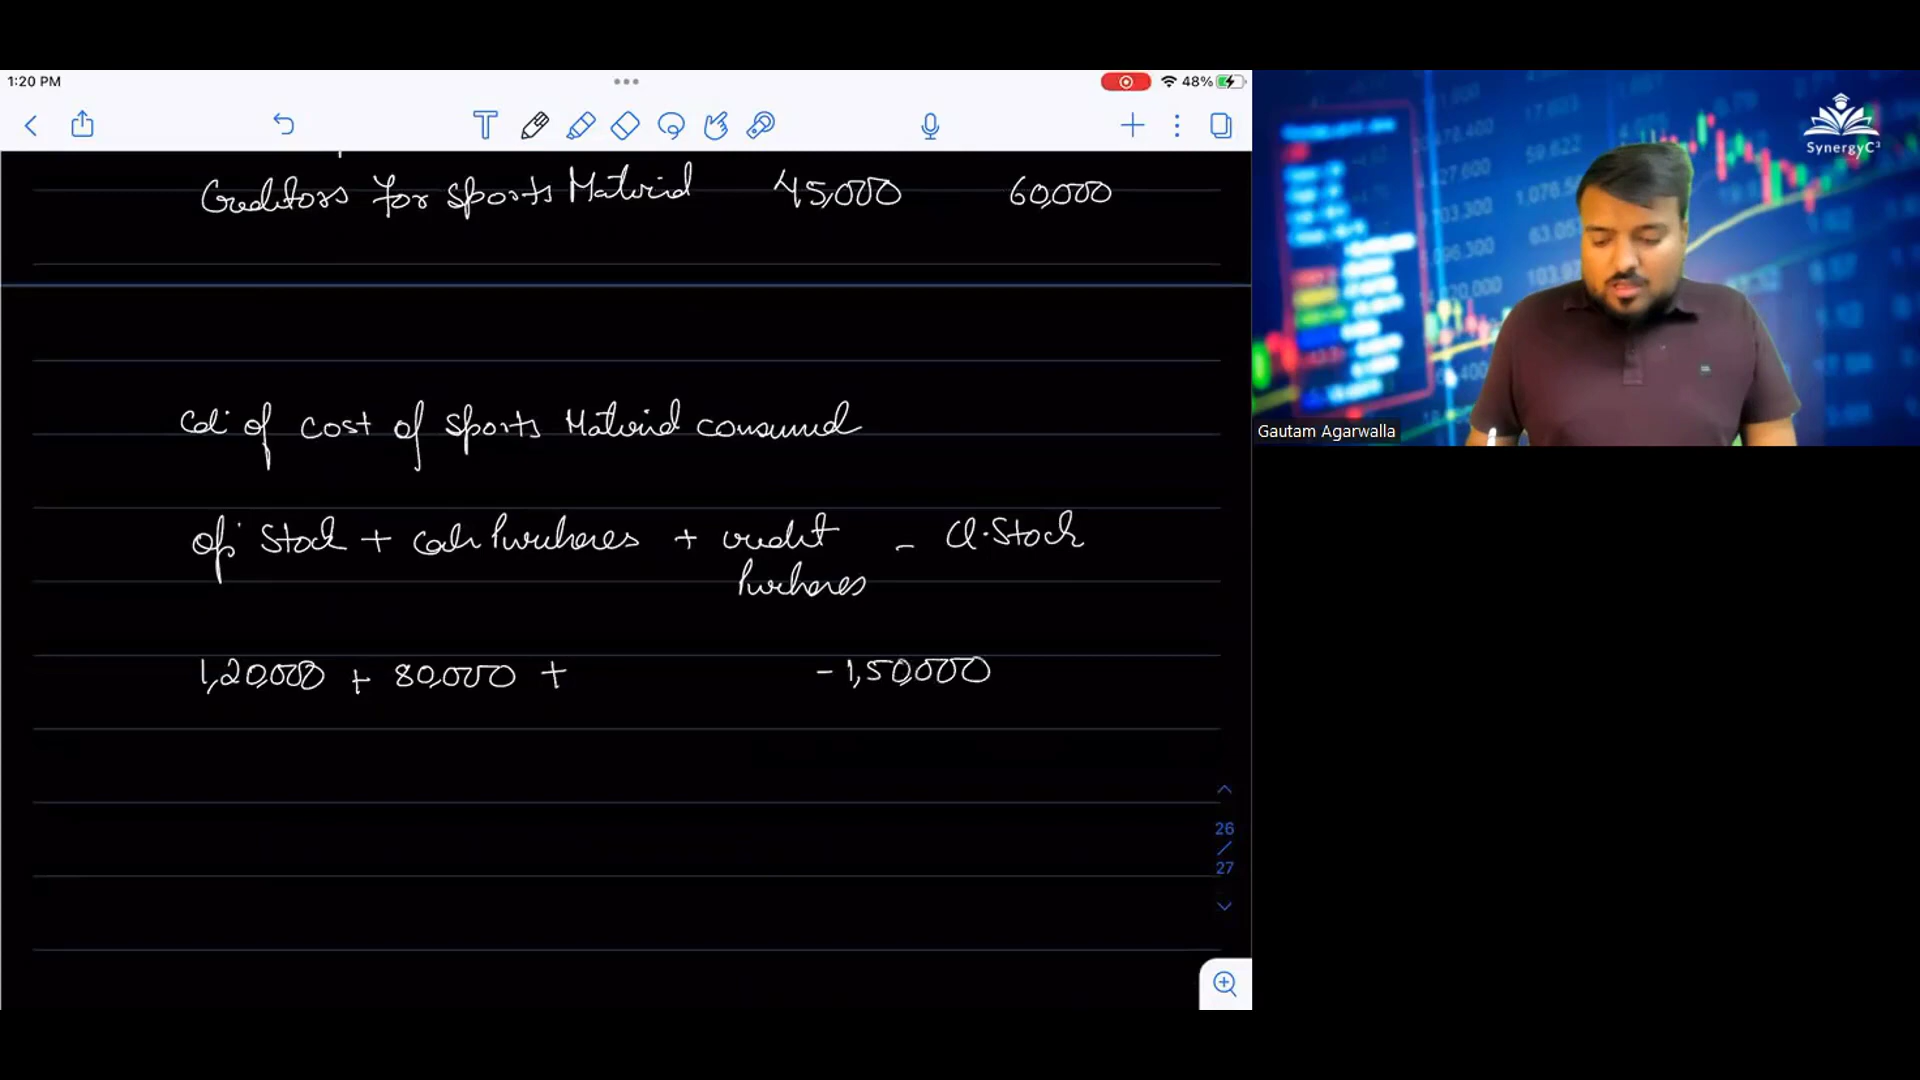 1:20 PM
48%
Creditors for Sports Material 45,000 60,000
SynergyC³
Gautam Agarwalla
Cal. of cost of sports Material consumed
op. Stock + Cash Purchases + credit Purchases - Cl. Stock
1,20,000 + 80,000 + - 1,50,000
26
/
27